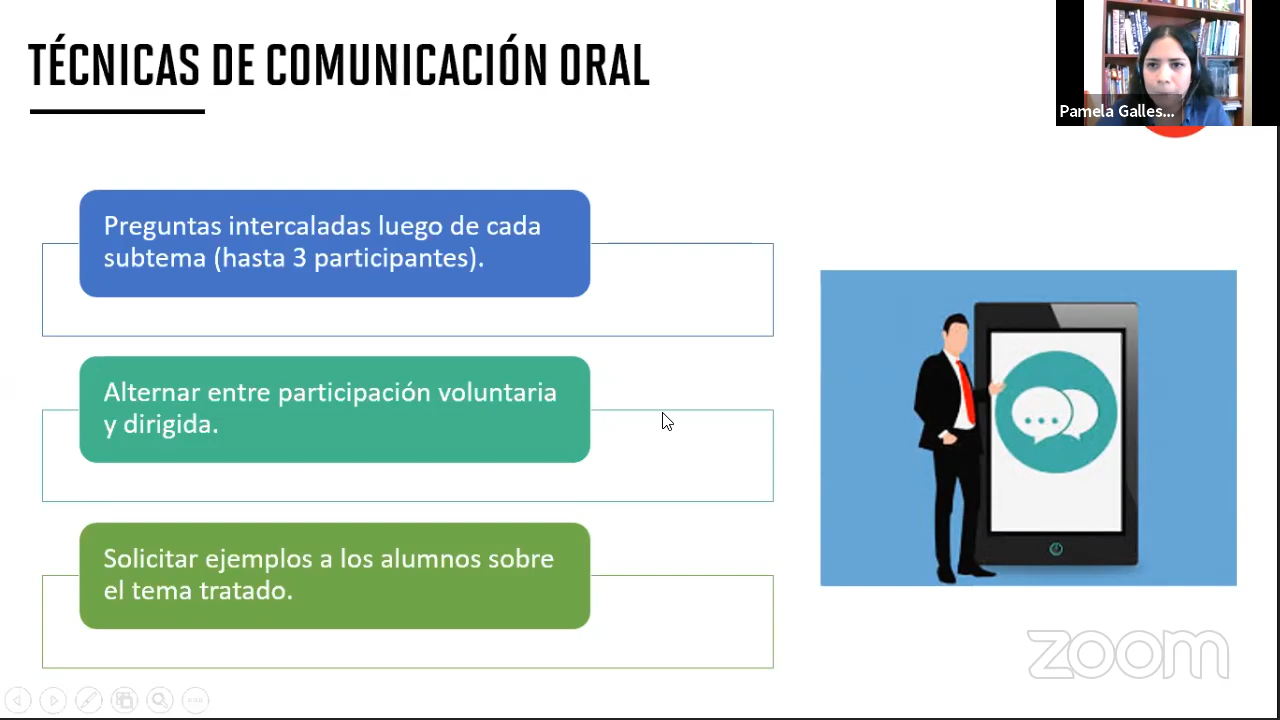 TÉCNICAS DE COMUNICACIÓN ORAL
Pamela Galles...
Preguntas intercaladas luego de cada
subtema (hasta 3 participantes).
Alternar entre participación voluntaria
y dirigida.
Solicitar ejemplos a los alumnos sobre
el tema tratado.
zoom